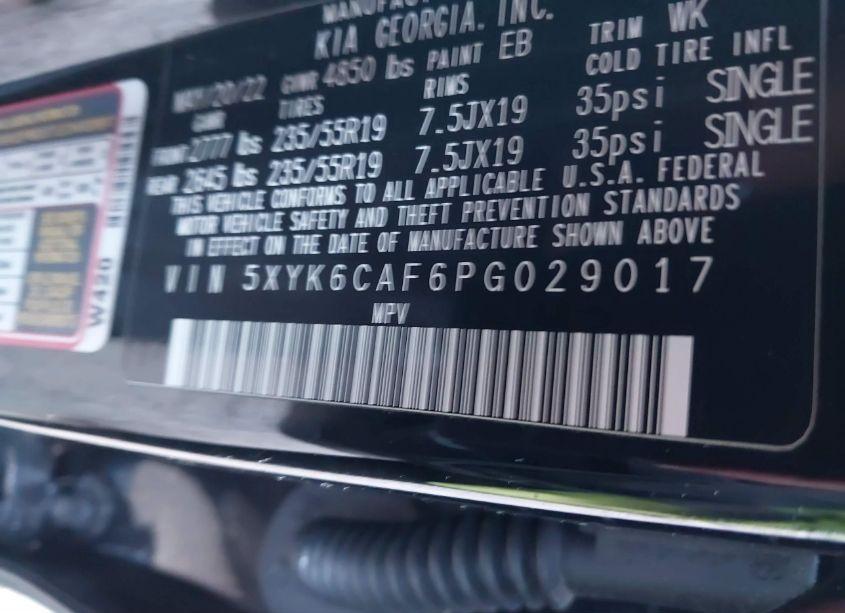 KIA GEORGIA. INC.
TRIM WK
GVWR 4850 lbs PAINT EB
COLD TIRE INFL
GAWR TIRES RIMS
FRONT 2777 lbs 235/55R19 7.5JX19 35psi SINGLE
REAR 2645 lbs 235/55R19 7.5JX19 35psi SINGLE
THIS VEHICLE CONFORMS TO ALL APPLICABLE U.S.A. FEDERAL
MOTOR VEHICLE SAFETY AND THEFT PREVENTION STANDARDS
IN EFFECT ON THE DATE OF MANUFACTURE SHOWN ABOVE
VIN 5XYK6CAF6PG029017
MPV
W420